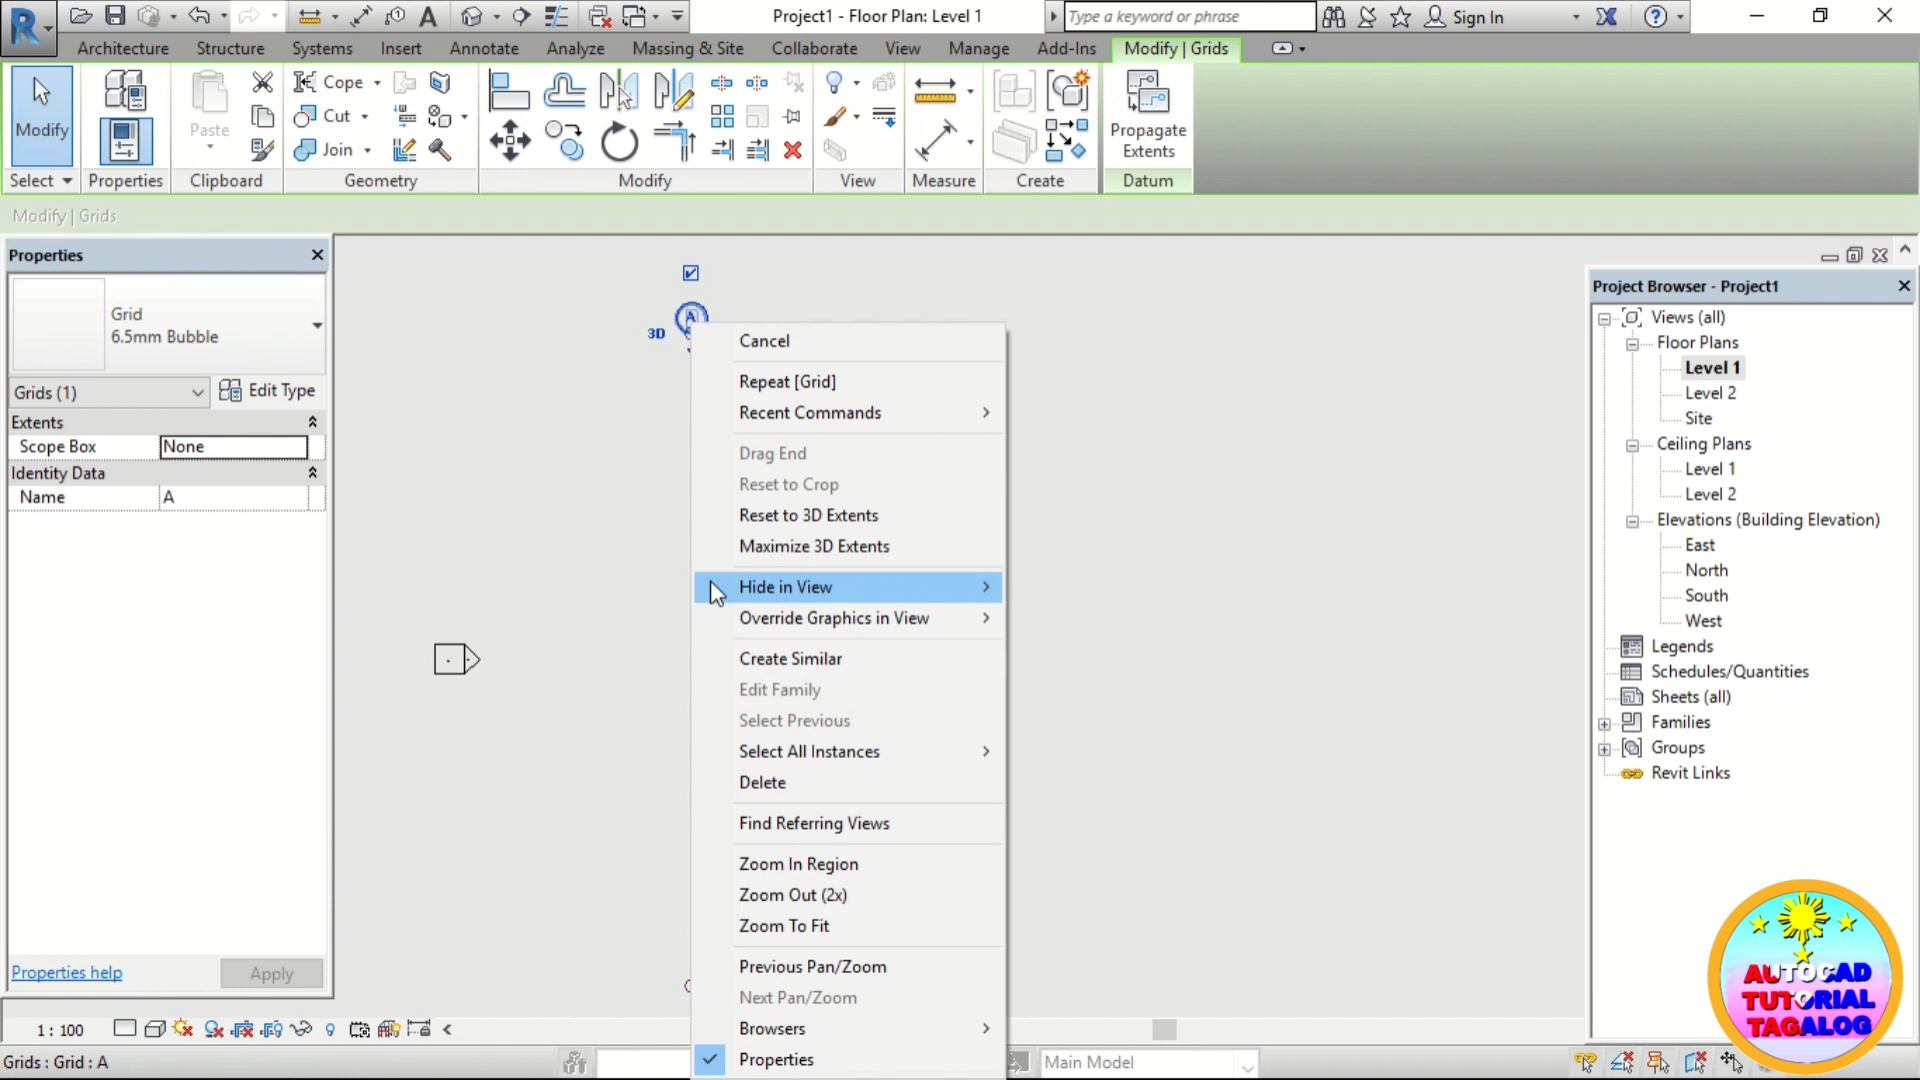 Project1 - Floor Plan: Level 1
Type a keyword or phrase
Sign In
Architecture
Structure
Systems
Insert
Annotate
Analyze
Massing & Site
Collaborate
View
Manage
Add-Ins
Modify | Grids
Modify
Paste
Cope
Cut
Join
Propagate
Extents
Select
Properties
Clipboard
Geometry
Modify
View
Measure
Create
Datum
Modify | Grids
Properties
Grid
6.5mm Bubble
Grids (1)
Edit Type
Extents
Scope Box
None
Identity Data
Name
A
Properties help
Apply
3D
A
Cancel
Repeat [Grid]
Recent Commands
Drag End
Reset to Crop
Reset to 3D Extents
Maximize 3D Extents
Hide in View
Override Graphics in View
Create Similar
Edit Family
Select Previous
Select All Instances
Delete
Find Referring Views
Zoom In Region
Zoom Out (2x)
Zoom To Fit
Previous Pan/Zoom
Next Pan/Zoom
Browsers
Properties
Project Browser - Project1
Views (all)
Floor Plans
Level 1
Level 2
Site
Ceiling Plans
Level 1
Level 2
Elevations (Building Elevation)
East
North
South
West
Legends
Schedules/Quantities
Sheets (all)
Families
Groups
Revit Links
AUTOCAD
TUTORIAL
TAGALOG
1 : 100
Grids : Grid : A
Main Model